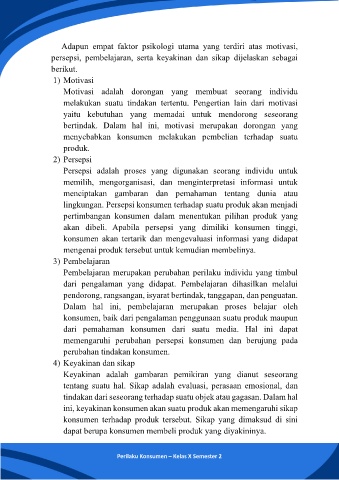 Adapun empat faktor psikologi utama yang terdiri atas motivasi,
persepsi, pembelajaran, serta keyakinan dan sikap dijelaskan sebagai
berikut.
1) Motivasi
Motivasi adalah dorongan yang membuat seorang individu
melakukan suatu tindakan tertentu. Pengertian lain dari motivasi
yaitu kebutuhan yang memadai untuk mendorong seseorang
bertindak. Dalam hal ini, motivasi merupakan dorongan yang
menyebabkan konsumen melakukan pembelian terhadap suatu
produk.
2) Persepsi
Persepsi adalah proses yang digunakan seorang individu untuk
memilih, mengorganisasi, dan menginterpretasi informasi untuk
menciptakan gambaran dan pemahaman tentang dunia atau
lingkungan. Persepsi konsumen terhadap suatu produk akan menjadi
pertimbangan konsumen dalam menentukan pilihan produk yang
akan dibeli. Apabila persepsi yang dimiliki konsumen tinggi,
konsumen akan tertarik dan mengevaluasi informasi yang didapat
mengenai produk tersebut untuk kemudian membelinya.
3) Pembelajaran
Pembelajaran merupakan perubahan perilaku individu yang timbul
dari pengalaman yang didapat. Pembelajaran dihasilkan melalui
pendorong, rangsangan, isyarat bertindak, tanggapan, dan penguatan.
Dalam hal ini, pembelajaran merupakan proses belajar oleh
konsumen, baik dari pengalaman penggunaan suatu produk maupun
dari pemahaman konsumen dari suatu media. Hal ini dapat
memengaruhi perubahan persepsi konsumen dan berujung pada
perubahan tindakan konsumen.
4) Keyakinan dan sikap
Keyakinan adalah gambaran pemikiran yang dianut seseorang
tentang suatu hal. Sikap adalah evaluasi, perasaan emosional, dan
tindakan dari seseorang terhadap suatu objek atau gagasan. Dalam hal
ini, keyakinan konsumen akan suatu produk akan memengaruhi sikap
konsumen terhadap produk tersebut. Sikap yang dimaksud di sini
dapat berupa konsumen membeli produk yang diyakininya.
Perilaku Konsumen – Kelas X Semester 2